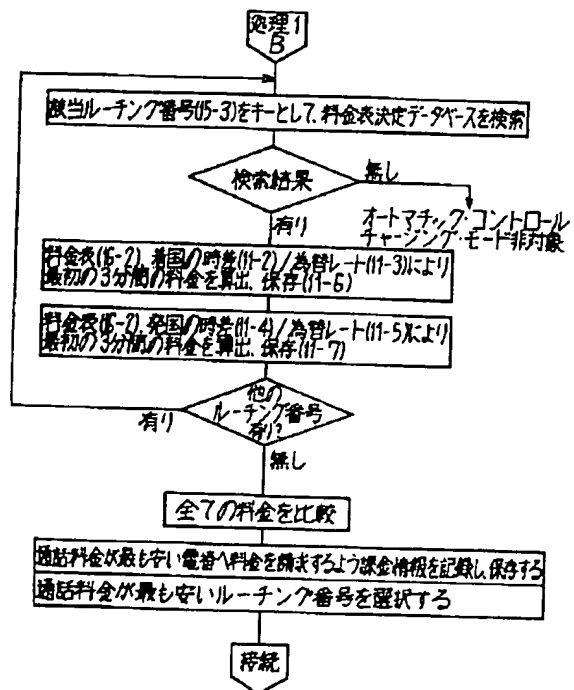 処理1
B
該当ルーチング番号(15-3)をキーとして、料金表決定データベースを検索
検索結果
無し
有り
オートマチック・コントロール
チャージング・モード非対象
料金表(16-2)、着国の時差(11-2)/為替レート(11-3)により
最初の3分間の料金を算出、保存(11-6)
料金表(16-2)、発国の時差(11-4)/為替レート(11-5)により
最初の3分間の料金を算出、保存(11-7)
他の
ルーチング番号
有り?
有り
無し
全ての料金を比較
通話料金が最も安い電番へ料金を請求するよう課金情報を記録し、保存する
通話料金が最も安いルーチング番号を選択する
接続